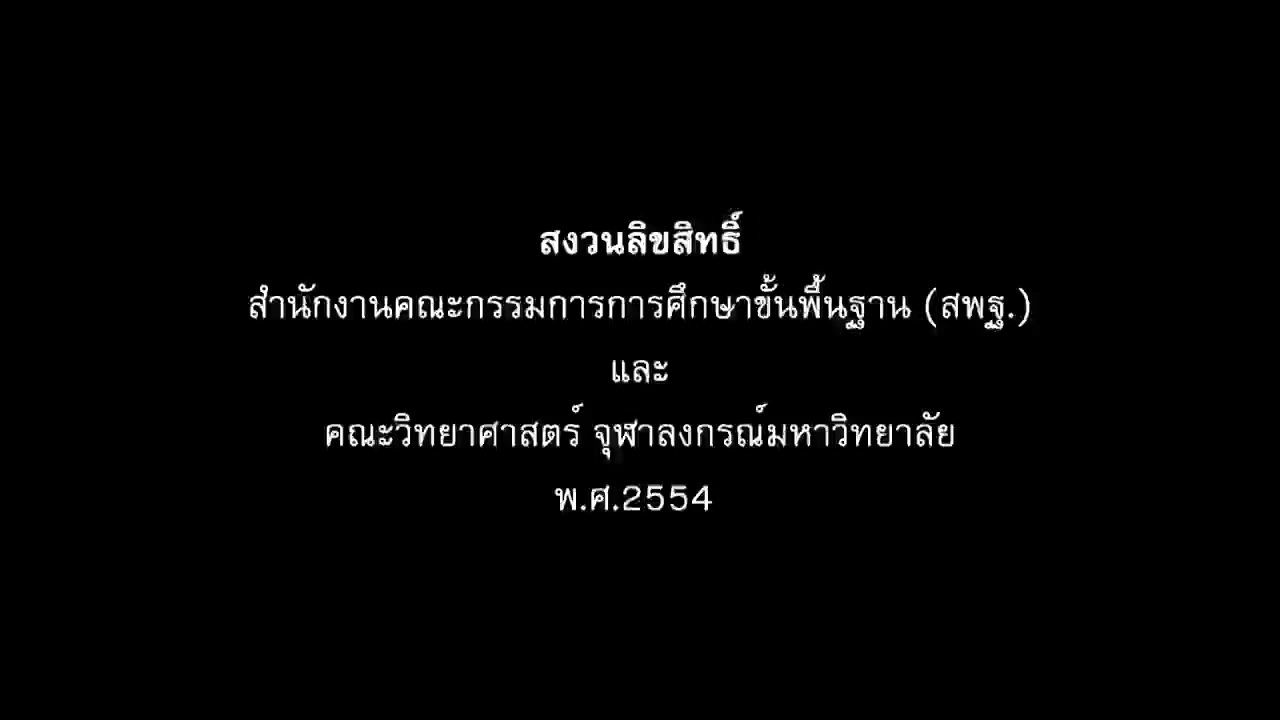 สงวนลิขสิทธิ์
สำนักงานคณะกรรมการการศึกษาขั้นพื้นฐาน (สพฐ.)
และ
คณะวิทยาศาสตร์ จุฬาลงกรณ์มหาวิทยาลัย
พ.ศ.2554